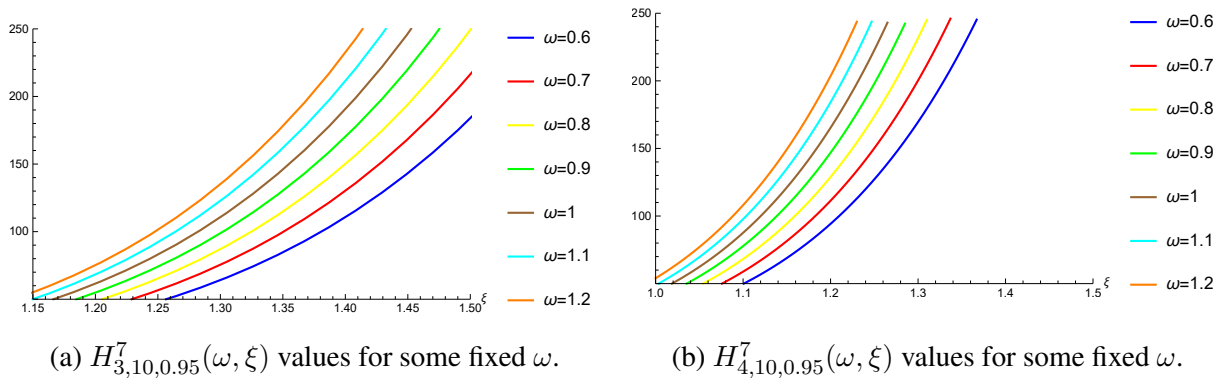 250
200
150
100
1.15
1.20
1.25
1.30
1.35
1.40
1.45
1.50
ξ
ω=0.6
ω=0.7
ω=0.8
ω=0.9
ω=1
ω=1.1
ω=1.2
250
200
150
100
1.0
1.1
1.2
1.3
1.4
1.5
ξ
ω=0.6
ω=0.7
ω=0.8
ω=0.9
ω=1
ω=1.1
ω=1.2
(a) $H^7_{3,10,0.95}(ω, ξ)$ values for some fixed ω.
(b) $H^7_{4,10,0.95}(ω, ξ)$ values for some fixed ω.